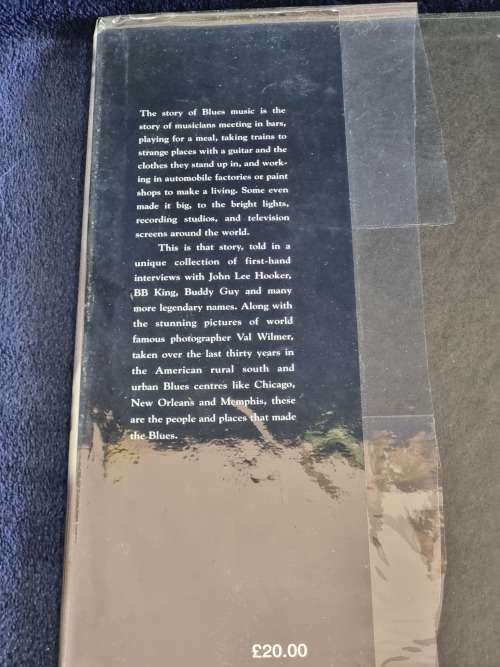 The story of Blues music is the
story of musicians meeting in bars,
playing for a meal, taking trains to
strange places with a guitar and the
clothes they stand up in, and work-
ing in automobile factories or paint
shops to make a living. Some even
made it big, to the bright lights,
recording studios, and television
screens around the world.
This is that story, told in a
unique collection of first-hand
interviews with John Lee Hooker,
BB King, Buddy Guy and many
more legendary names. Along with
the stunning pictures of world
famous photographer Val Wilmer,
taken over the last thirty years in
the American rural south and
urban Blues centres like Chicago,
New Orleans and Memphis, these
are the people and places that made
the Blues.
£20.00